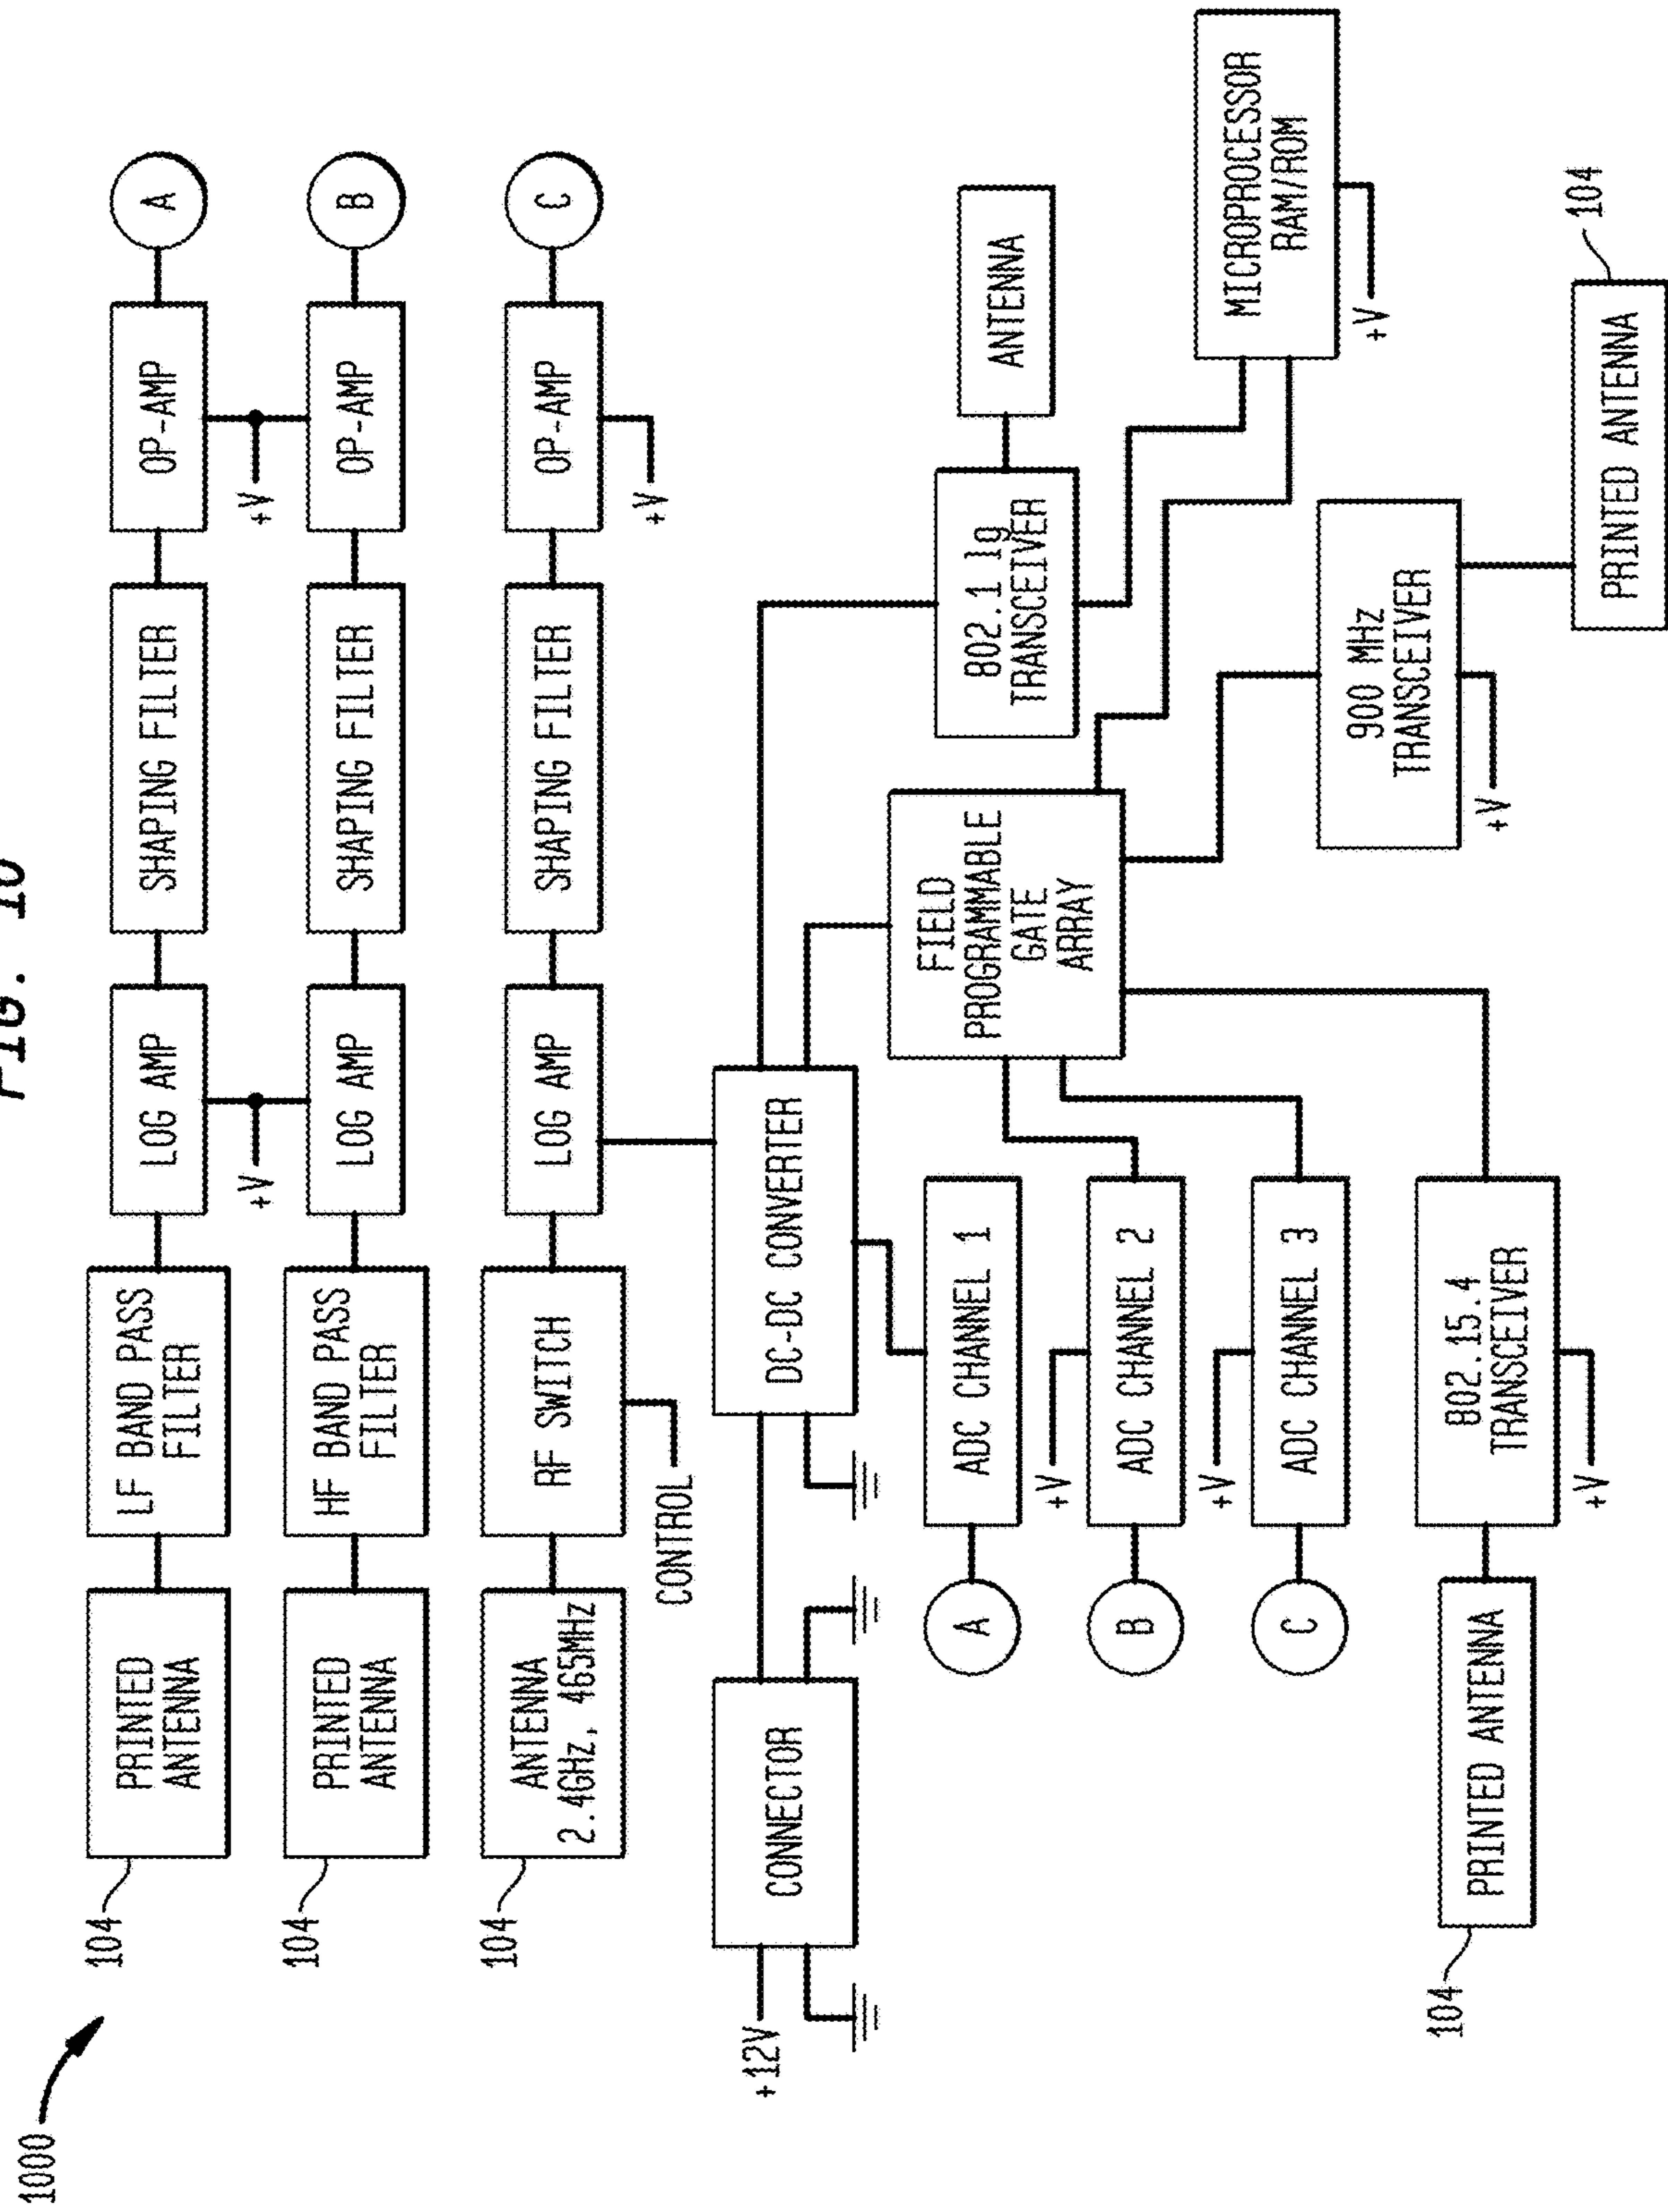 FIG. 10
1000
104
PRINTED
ANTENNA
LF BAND PASS
FILTER
LOG AMP
SHAPING FILTER
OP-AMP
A
+V
+V
104
PRINTED
ANTENNA
HF BAND PASS
FILTER
LOG AMP
SHAPING FILTER
OP-AMP
B
104
ANTENNA
2.4GHz, 465MHz
RF SWITCH
LOG AMP
SHAPING FILTER
OP-AMP
C
CONTROL
+V
+12V
CONNECTOR
DC-DC CONVERTER
802.1 1g
TRANSCEIVER
ANTENNA
A
ADC CHANNEL 1
FIELD
PROGRAMMABLE
GATE
ARRAY
+V
B
ADC CHANNEL 2
MICROPROCESSOR
RAM/ROM
+V
+V
C
ADC CHANNEL 3
900 MHz
TRANSCEIVER
+V
104
PRINTED ANTENNA
802.15.4
TRANSCEIVER
+V
PRINTED ANTENNA
104